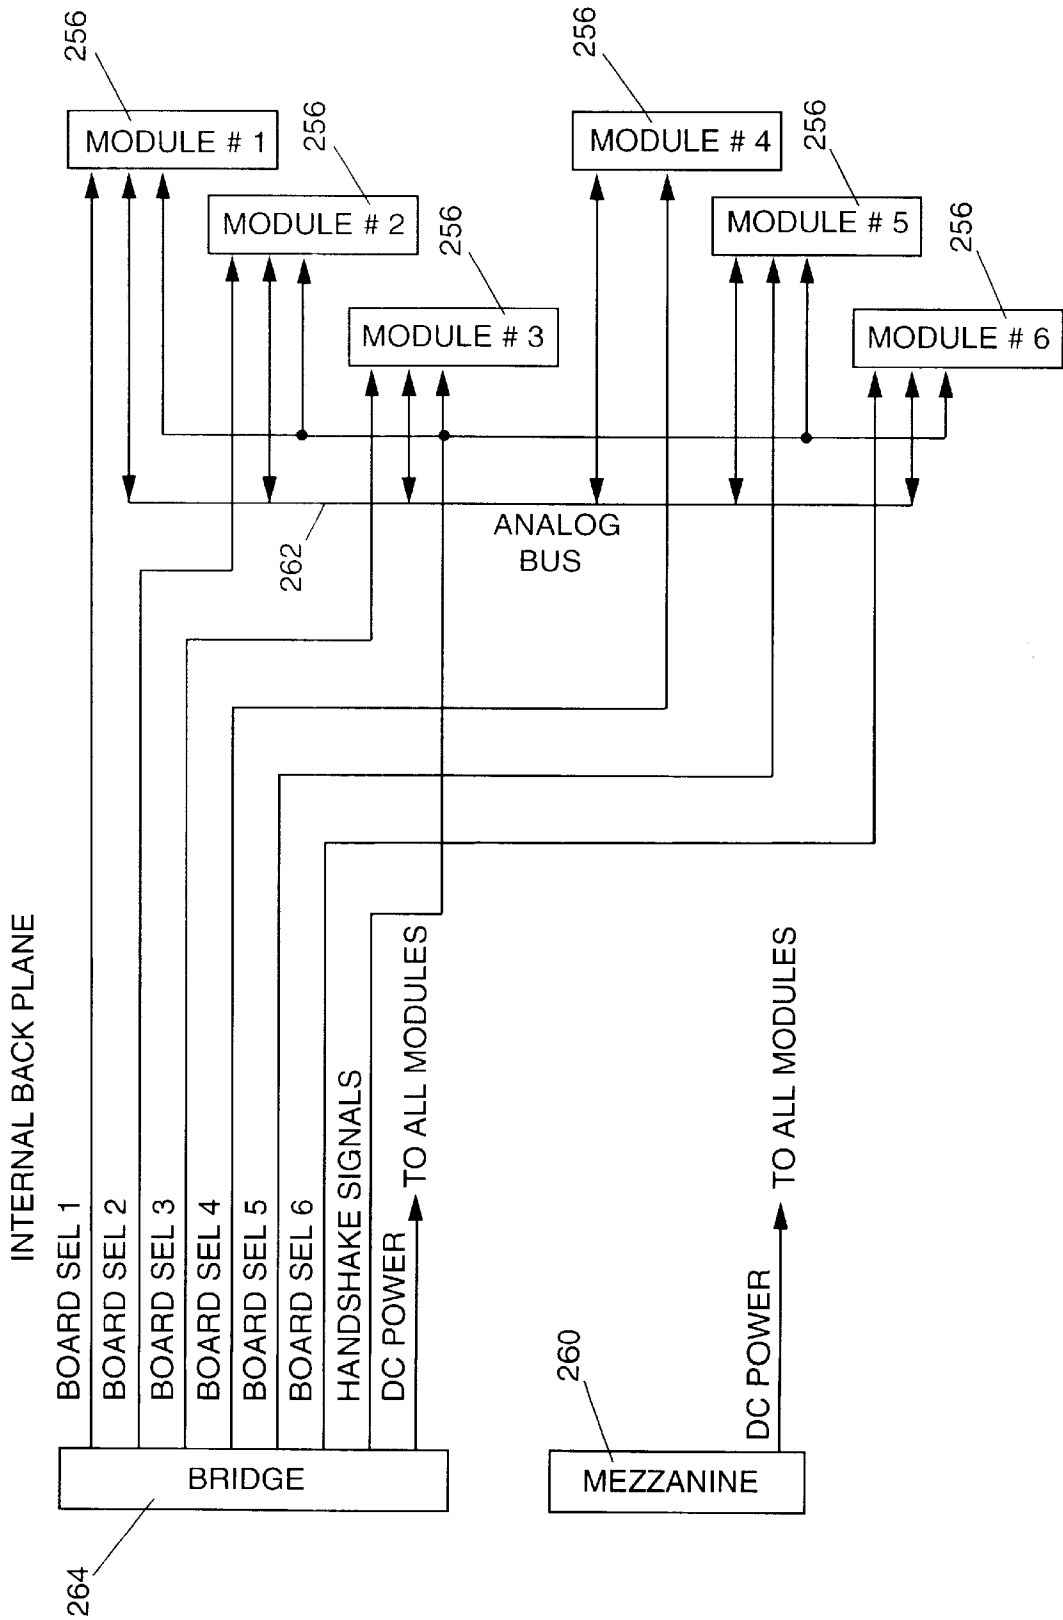 INTERNAL BACK PLANE
256
MODULE # 1
256
MODULE # 2
256
MODULE # 3
256
MODULE # 4
256
MODULE # 5
256
MODULE # 6
ANALOG
BUS
262
BOARD SEL 1
BOARD SEL 2
BOARD SEL 3
BOARD SEL 4
BOARD SEL 5
BOARD SEL 6
HANDSHAKE SIGNALS
DC POWER
TO ALL MODULES
BRIDGE
264
260
MEZZANINE
DC POWER
TO ALL MODULES